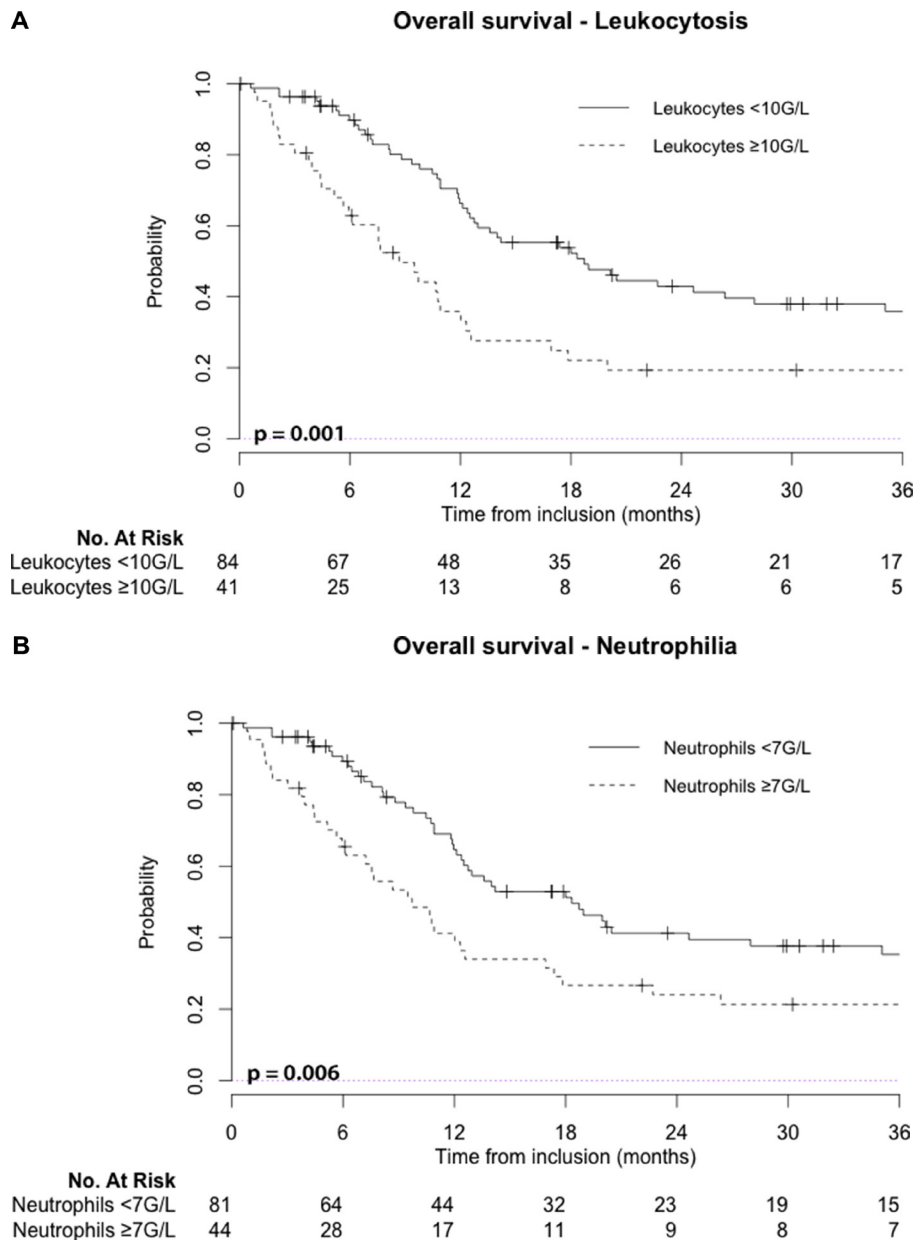 A
Overall survival - Leukocytosis
Leukocytes <10G/L
Leukocytes ≥10G/L
Probability
1.0
0.8
0.6
0.4
0.2
0.0
p = 0.001
0 6 12 18 24 30 36
Time from inclusion (months)
No. At Risk
Leukocytes <10G/L 84 67 48 35 26 21 17
Leukocytes ≥10G/L 41 25 13 8 6 6 5
B
Overall survival - Neutrophilia
Neutrophils <7G/L
Neutrophils ≥7G/L
Probability
1.0
0.8
0.6
0.4
0.2
0.0
p = 0.006
0 6 12 18 24 30 36
Time from inclusion (months)
No. At Risk
Neutrophils <7G/L 81 64 44 32 23 19 15
Neutrophils ≥7G/L 44 28 17 11 9 8 7